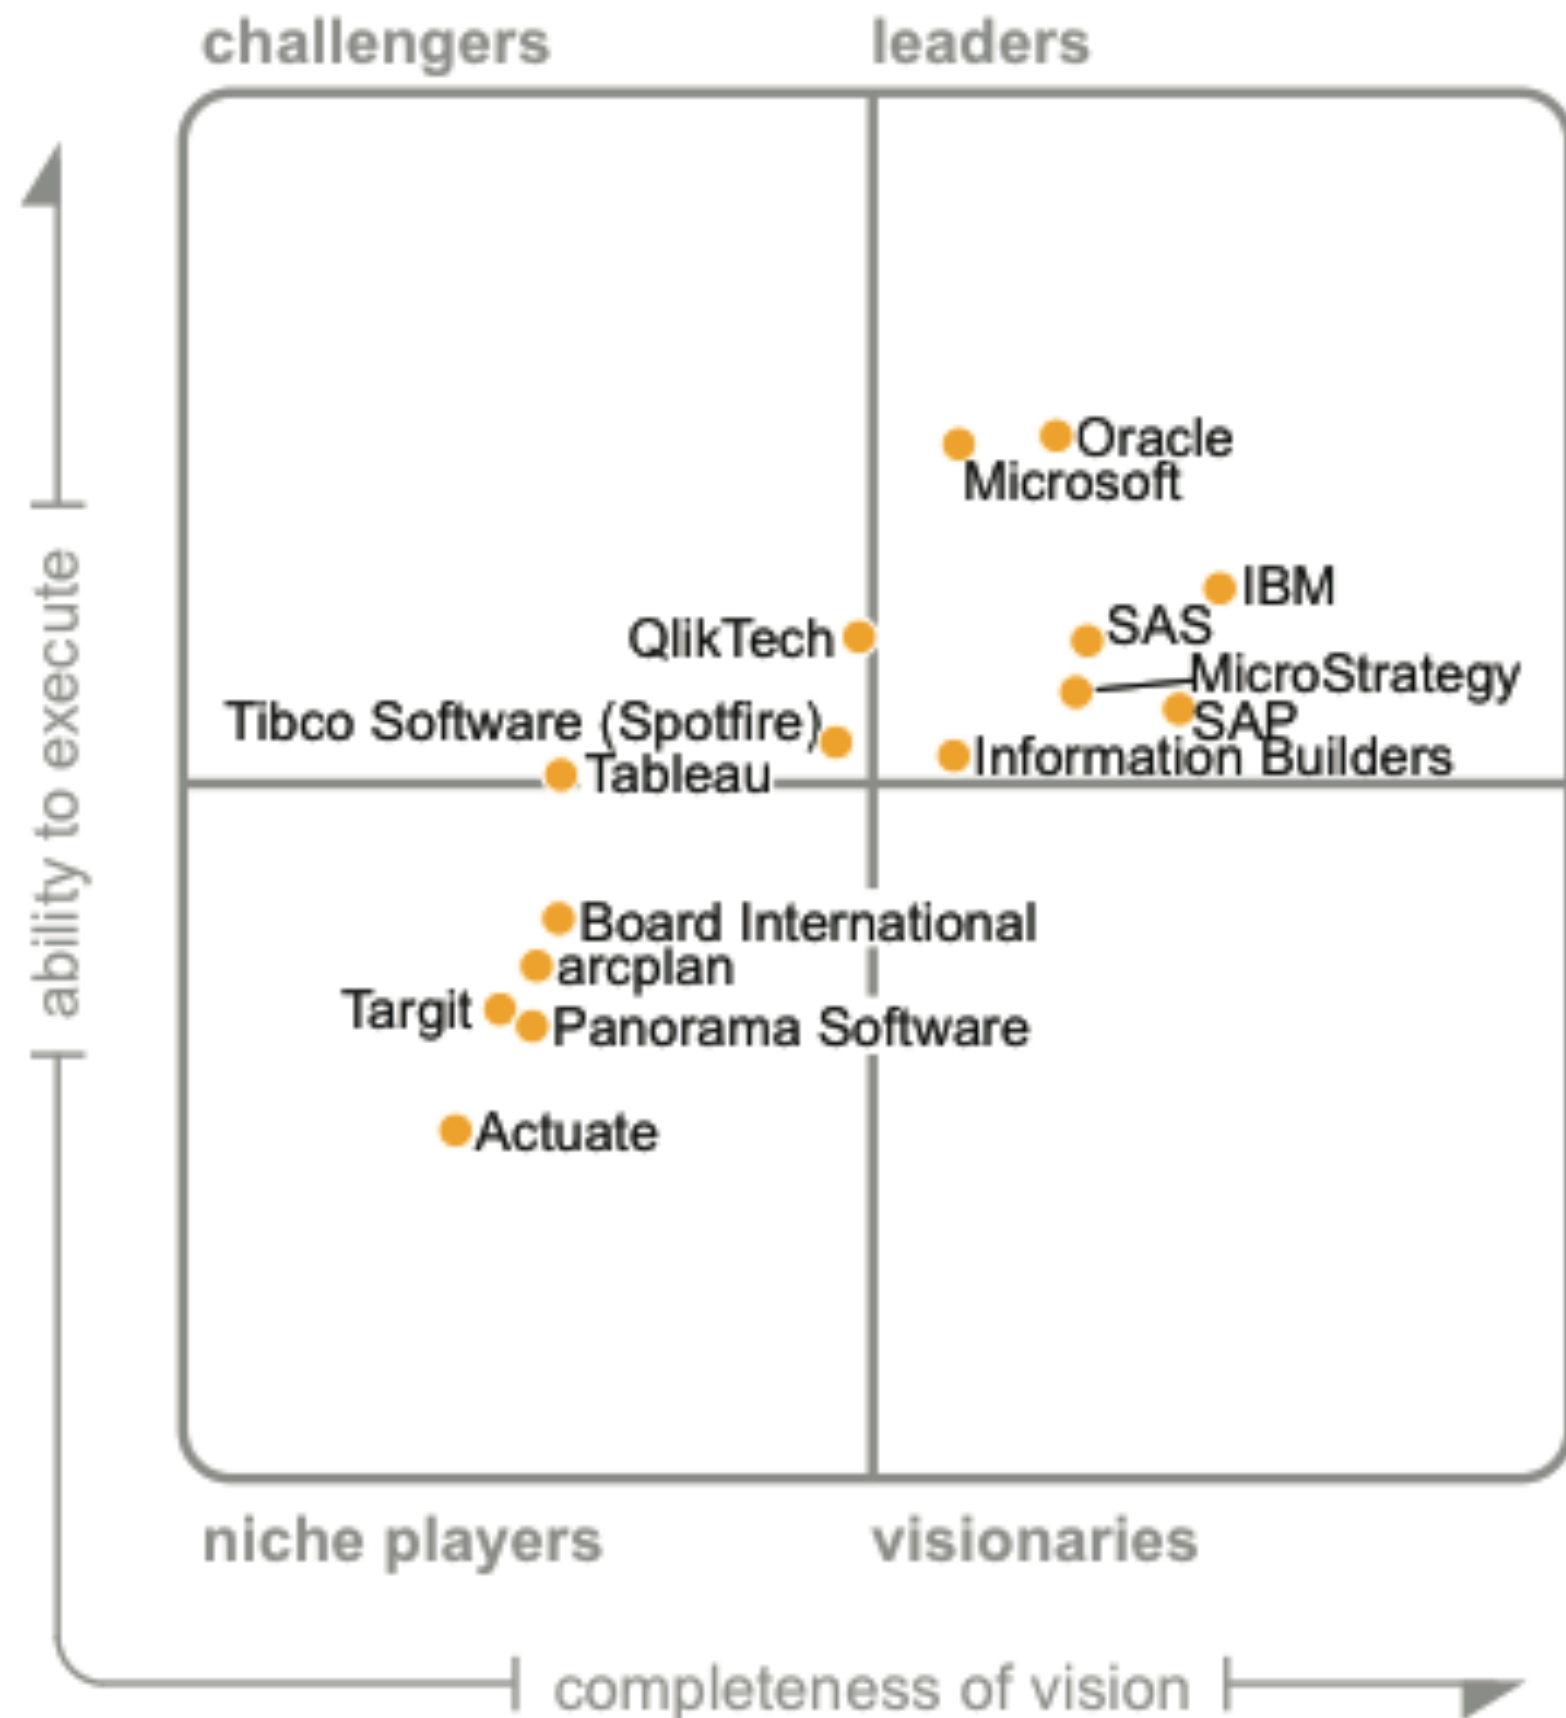 challengers
leaders
Oracle
Microsoft
IBM
SAS
QlikTech
MicroStrategy
SAP
Tibco Software (Spotfire)
Information Builders
Tableau
ability to execute
Board International
arcplan
Targit
Panorama Software
Actuate
niche players
visionaries
completeness of vision